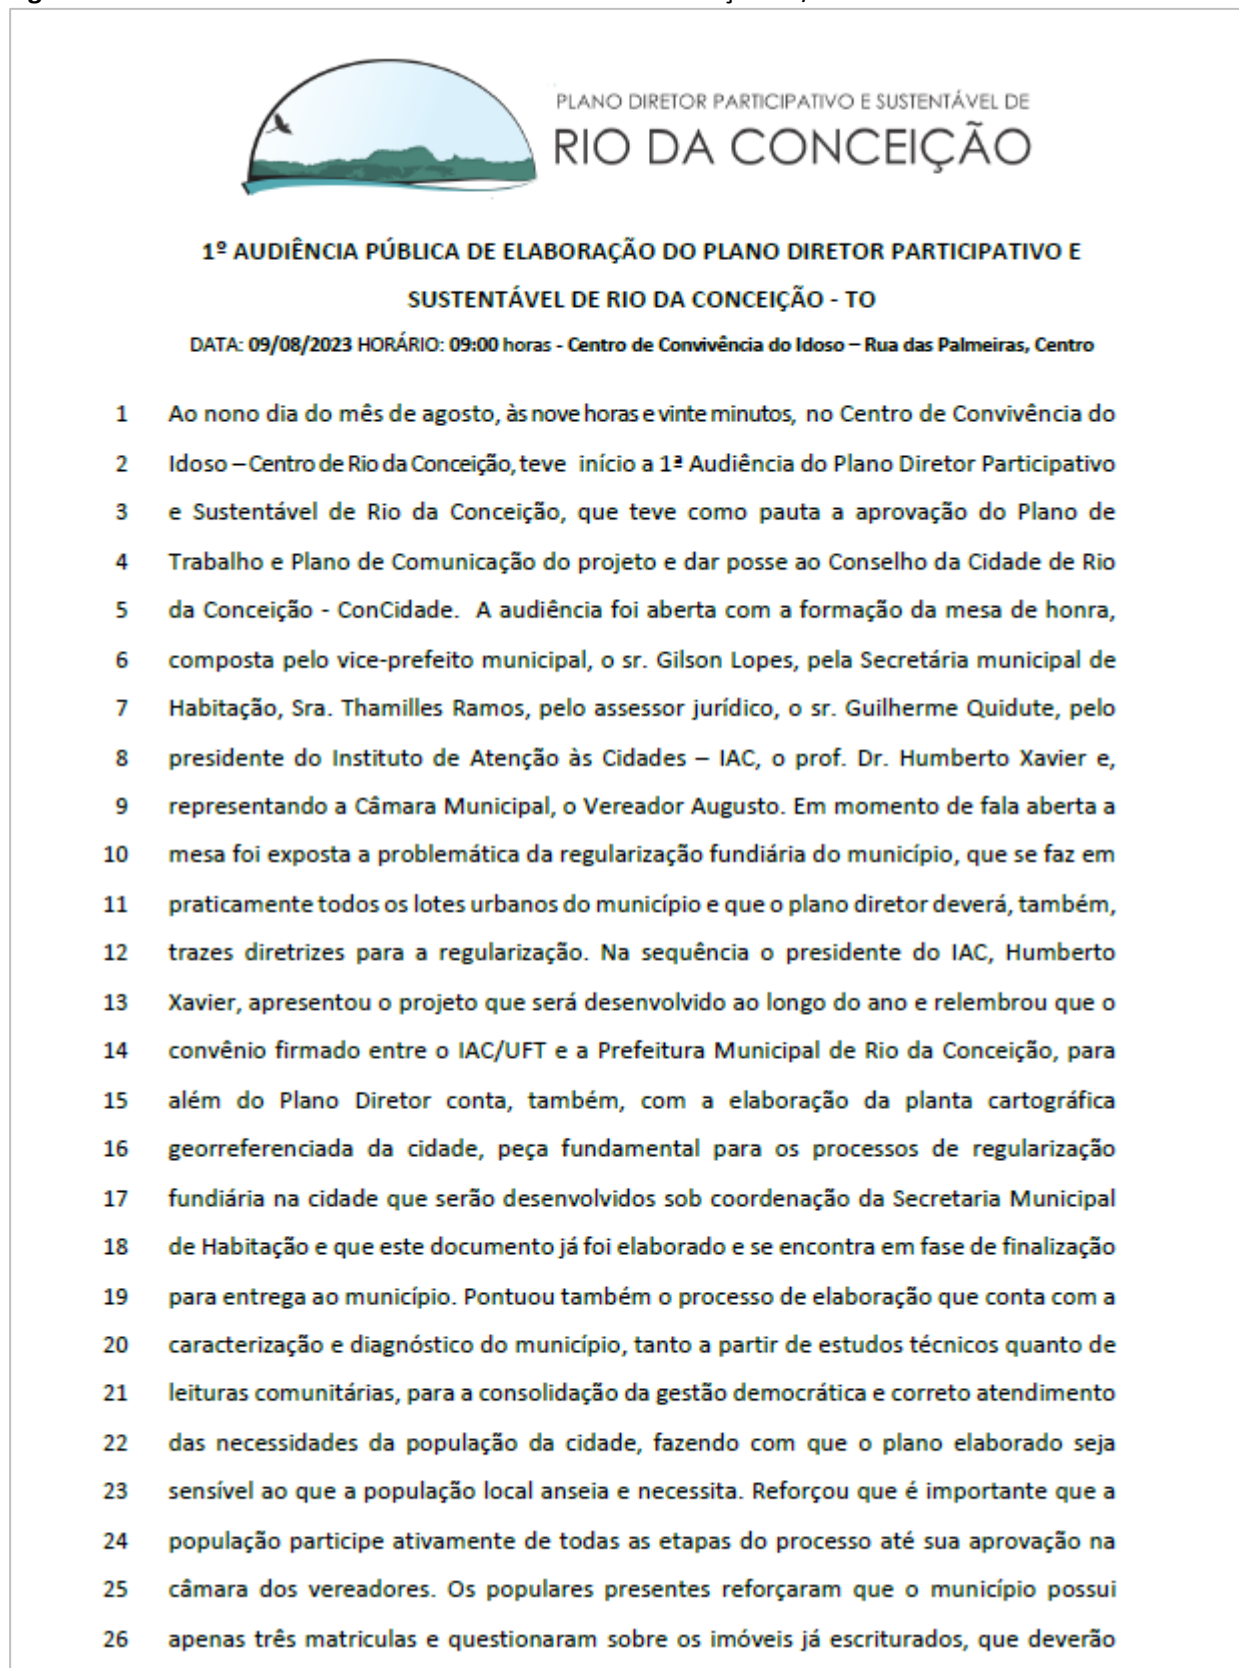 PLANO DIRETOR PARTICIPATIVO E SUSTENTÁVEL DE
RIO DA CONCEIÇÃO
1º AUDIÊNCIA PÚBLICA DE ELABORAÇÃO DO PLANO DIRETOR PARTICIPATIVO E
SUSTENTÁVEL DE RIO DA CONCEIÇÃO - TO
DATA: 09/08/2023 HORÁRIO: 09:00 horas - Centro de Convivência do Idoso – Rua das Palmeiras, Centro
1 Ao nono dia do mês de agosto, às nove horas e vinte minutos, no Centro de Convivência do
2 Idoso – Centro de Rio da Conceição, teve início a 1ª Audiência do Plano Diretor Participativo
3 e Sustentável de Rio da Conceição, que teve como pauta a aprovação do Plano de
4 Trabalho e Plano de Comunicação do projeto e dar posse ao Conselho da Cidade de Rio
5 da Conceição - ConCidade. A audiência foi aberta com a formação da mesa de honra,
6 composta pelo vice-prefeito municipal, o sr. Gilson Lopes, pela Secretária municipal de
7 Habitação, Sra. Thamilles Ramos, pelo assessor jurídico, o sr. Guilherme Quidute, pelo
8 presidente do Instituto de Atenção às Cidades – IAC, o prof. Dr. Humberto Xavier e,
9 representando a Câmara Municipal, o Vereador Augusto. Em momento de fala aberta a
10 mesa foi exposta a problemática da regularização fundiária do município, que se faz em
11 praticamente todos os lotes urbanos do município e que o plano diretor deverá, também,
12 trazes diretrizes para a regularização. Na sequência o presidente do IAC, Humberto
13 Xavier, apresentou o projeto que será desenvolvido ao longo do ano e relembrou que o
14 convênio firmado entre o IAC/UFT e a Prefeitura Municipal de Rio da Conceição, para
15 além do Plano Diretor conta, também, com a elaboração da planta cartográfica
16 georreferenciada da cidade, peça fundamental para os processos de regularização
17 fundiária na cidade que serão desenvolvidos sob coordenação da Secretaria Municipal
18 de Habitação e que este documento já foi elaborado e se encontra em fase de finalização
19 para entrega ao município. Pontuou também o processo de elaboração que conta com a
20 caracterização e diagnóstico do município, tanto a partir de estudos técnicos quanto de
21 leituras comunitárias, para a consolidação da gestão democrática e correto atendimento
22 das necessidades da população da cidade, fazendo com que o plano elaborado seja
23 sensível ao que a população local anseia e necessita. Reforçou que é importante que a
24 população participe ativamente de todas as etapas do processo até sua aprovação na
25 câmara dos vereadores. Os populares presentes reforçaram que o município possui
26 apenas três matriculas e questionaram sobre os imóveis já escriturados, que deverão